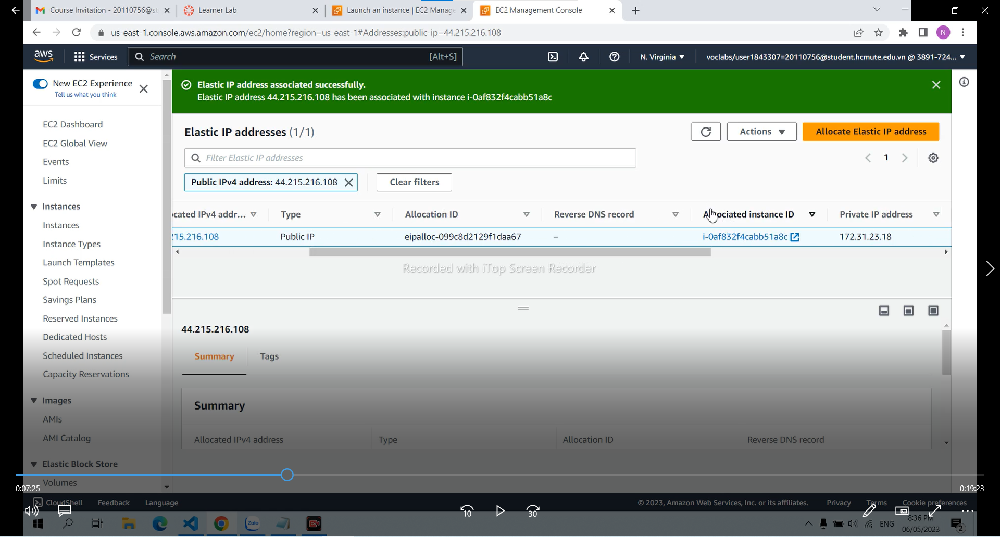 Course Invitation - 20110756@st
Learner Lab
Launch an instance | EC2 Manage
EC2 Management Console
us-east-1.console.aws.amazon.com/ec2/home?region=us-east-1#Addresses:public-ip=44.215.216.108
N
aws
Services
Search
[Alt+S]
N. Virginia
voclabs/user1843307=20110756@student.hcmute.edu.vn @ 3891-724...
New EC2 Experience
Tell us what you think
Elastic IP address associated successfully.
Elastic IP address 44.215.216.108 has been associated with instance i-0af832f4cabb51a8c
EC2 Dashboard
EC2 Global View
Events
Limits
Instances
Instances
Instance Types
Launch Templates
Spot Requests
Savings Plans
Reserved Instances
Dedicated Hosts
Scheduled Instances
Capacity Reservations
Images
AMIs
AMI Catalog
Elastic Block Store
Volumes
Elastic IP addresses (1/1)
Actions
Allocate Elastic IP address
Filter Elastic IP addresses
1
Public IPv4 address: 44.215.216.108
Clear filters
cated IPv4 addr...
Type
Allocation ID
Reverse DNS record
Associated instance ID
Private IP address
215.216.108
Public IP
eipalloc-099c8d2129f1daa67
–
i-0af832f4cabb51a8c
172.31.23.18
Recorded with iTop Screen Recorder
44.215.216.108
Summary
Tags
Summary
Allocated IPv4 address
Type
Allocation ID
Reverse DNS record
0:07:25
0:19:23
CloudShell
Feedback
Language
© 2023, Amazon Web Services, Inc. or its affiliates.
Privacy
Terms
Cookie preferences
10
30
Zalo
ENG
8:36 PM
06/05/2023
2